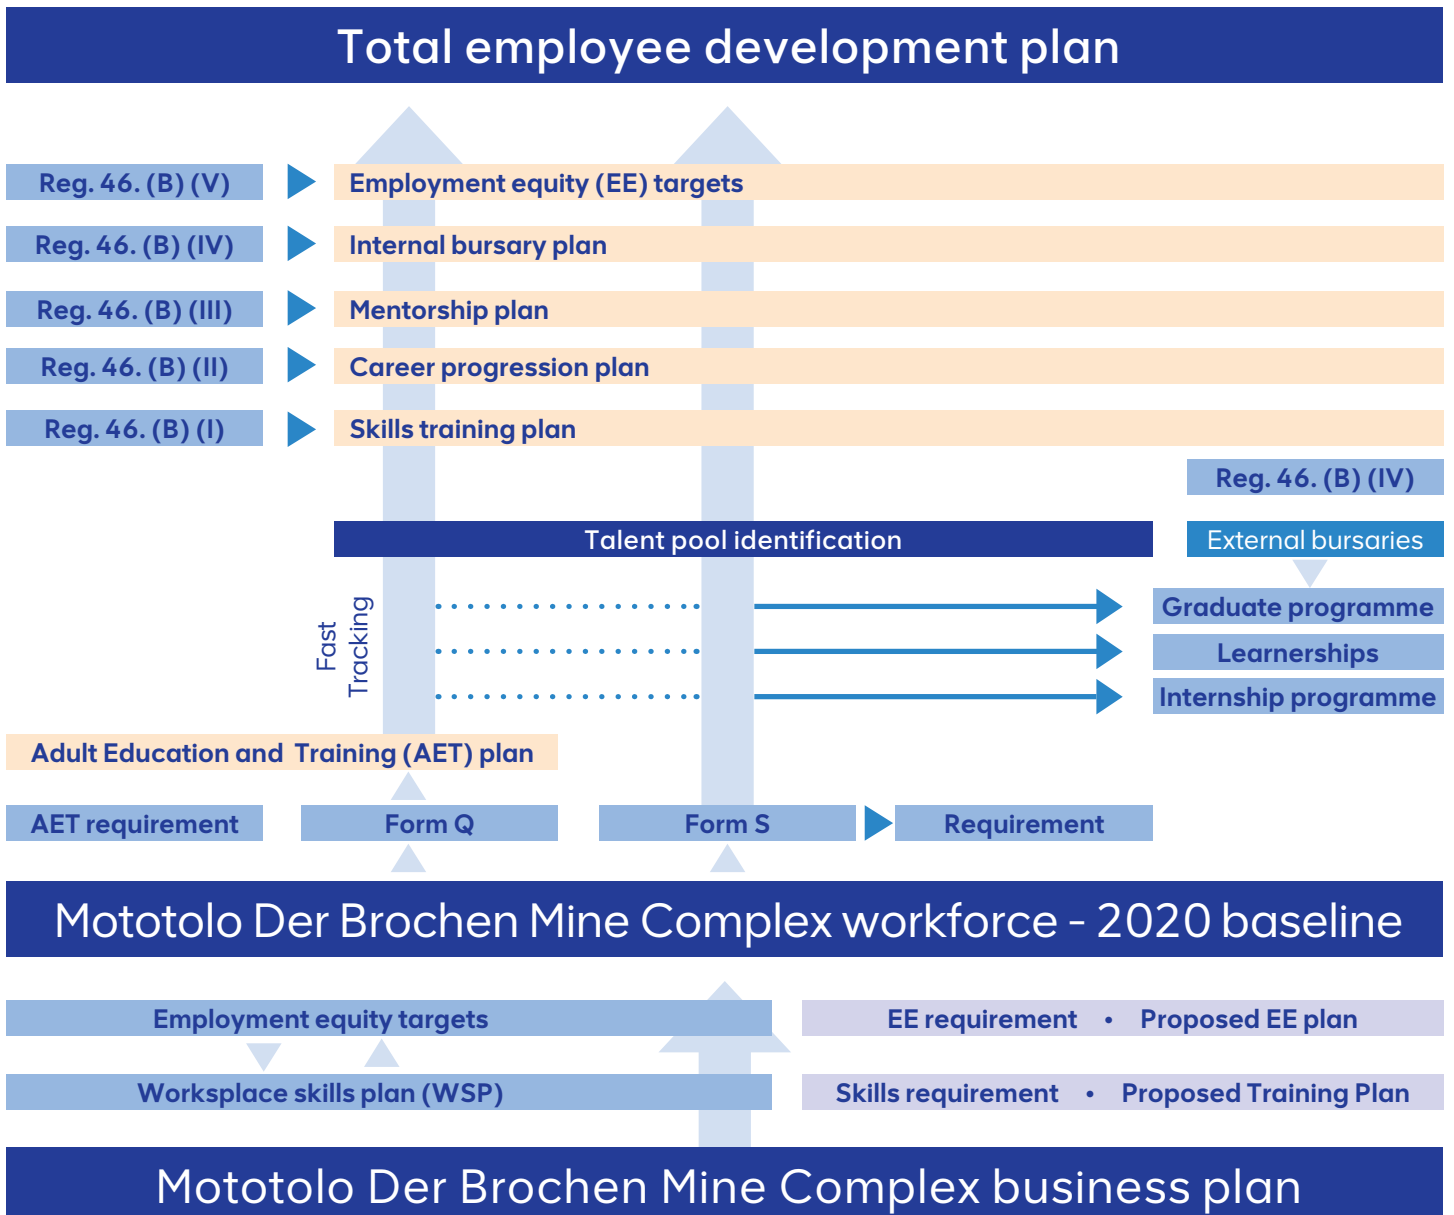 Total employee development plan
Reg. 46. (B) (V)
Employment equity (EE) targets
Reg. 46. (B) (IV)
Internal bursary plan
Reg. 46. (B) (III)
Mentorship plan
Reg. 46. (B) (II)
Career progression plan
Reg. 46. (B) (I)
Skills training plan
Reg. 46. (B) (IV)
Talent pool identification
External bursaries
Fast
Tracking
Graduate programme
Learnerships
Internship programme
Adult Education and Training (AET) plan
AET requirement
Form Q
Form S
Requirement
Mototolo Der Brochen Mine Complex workforce - 2020 baseline
Employment equity targets
EE requirement • Proposed EE plan
Worksplace skills plan (WSP)
Skills requirement • Proposed Training Plan
Mototolo Der Brochen Mine Complex business plan